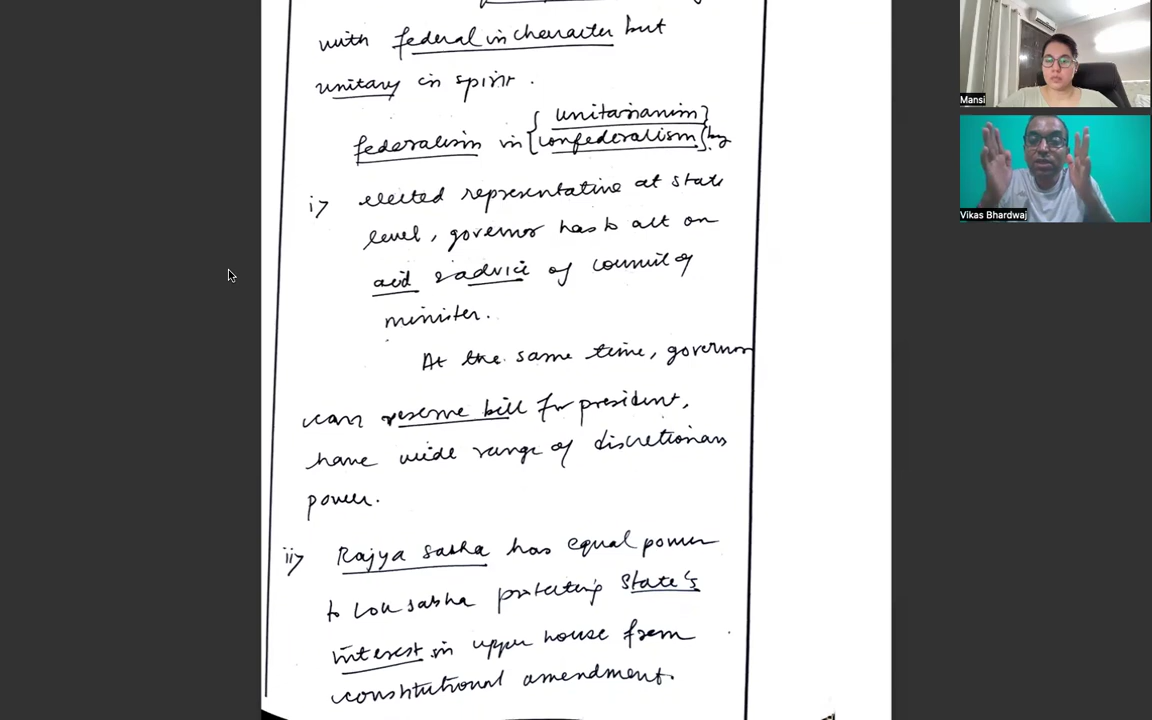 with federal in character but
unitary in spirit.
{ unitarianism }
federalism in { confederalism } by
i) elected representative at state
level, governor has to act on
aid & advice of council of
minister.
At the same time, governor
can reserve bill for president,
have wide range of discretionary
power.
ii) Rajya sabha has equal power
to Lok sabha protecting State's
interest in upper house from
constitutional amendment.
Mansi
Vikas Bhardwaj